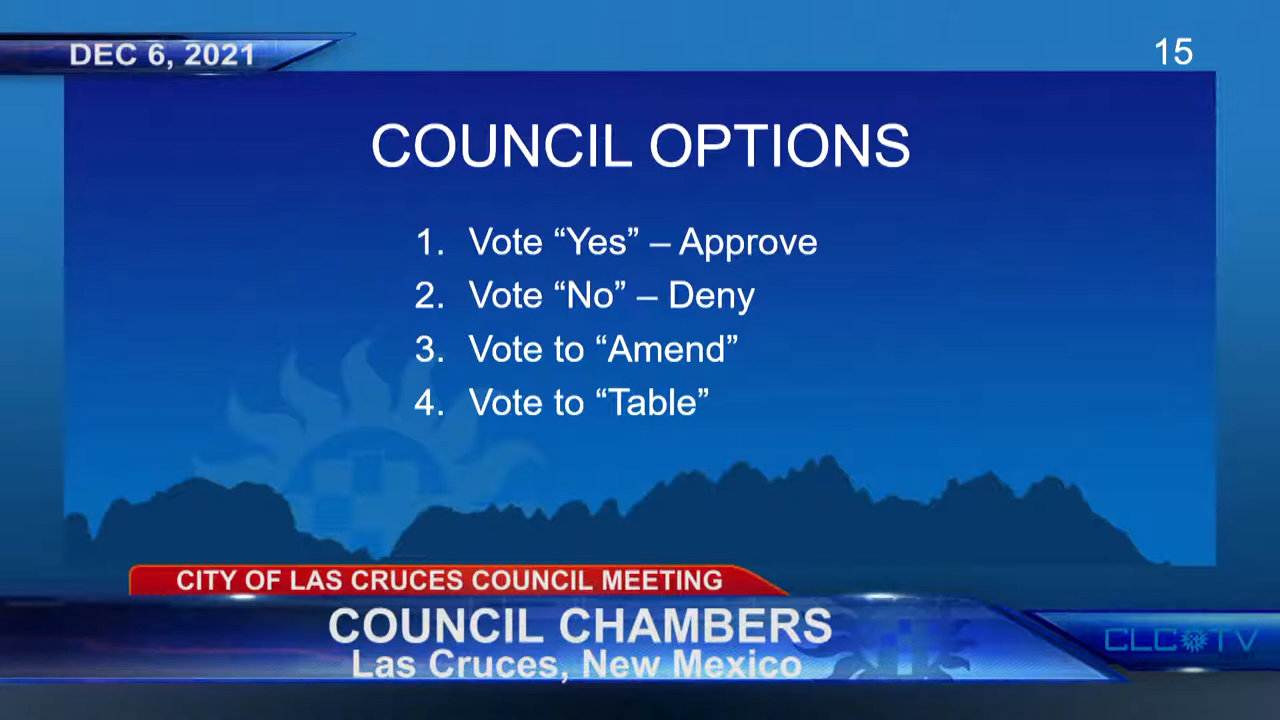 DEC 6, 2021
15
COUNCIL OPTIONS
1. Vote “Yes” – Approve
2. Vote “No” – Deny
3. Vote to “Amend”
4. Vote to “Table”
CITY OF LAS CRUCES COUNCIL MEETING
COUNCIL CHAMBERS
Las Cruces, New Mexico
CLC TV